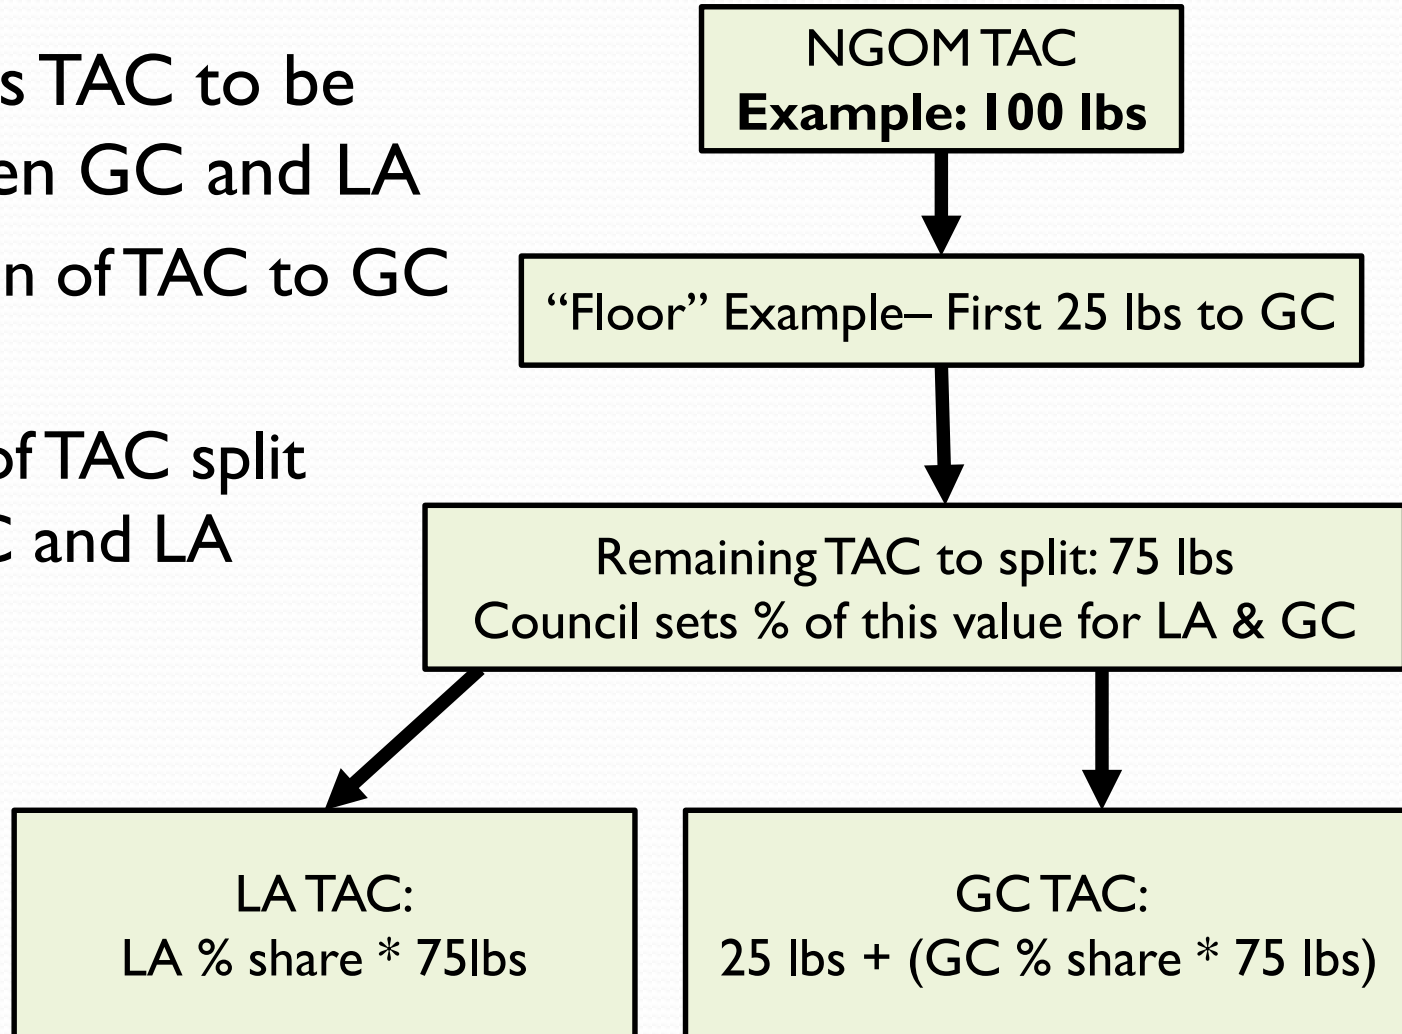 s TAC to be
en GC and LA
n of TAC to GC
of TAC split
C and LA
NGOM TAC
Example: 100 lbs
“Floor” Example– First 25 lbs to GC
Remaining TAC to split: 75 lbs
Council sets % of this value for LA & GC
LA TAC:
LA % share * 75lbs
GC TAC:
25 lbs + (GC % share * 75 lbs)